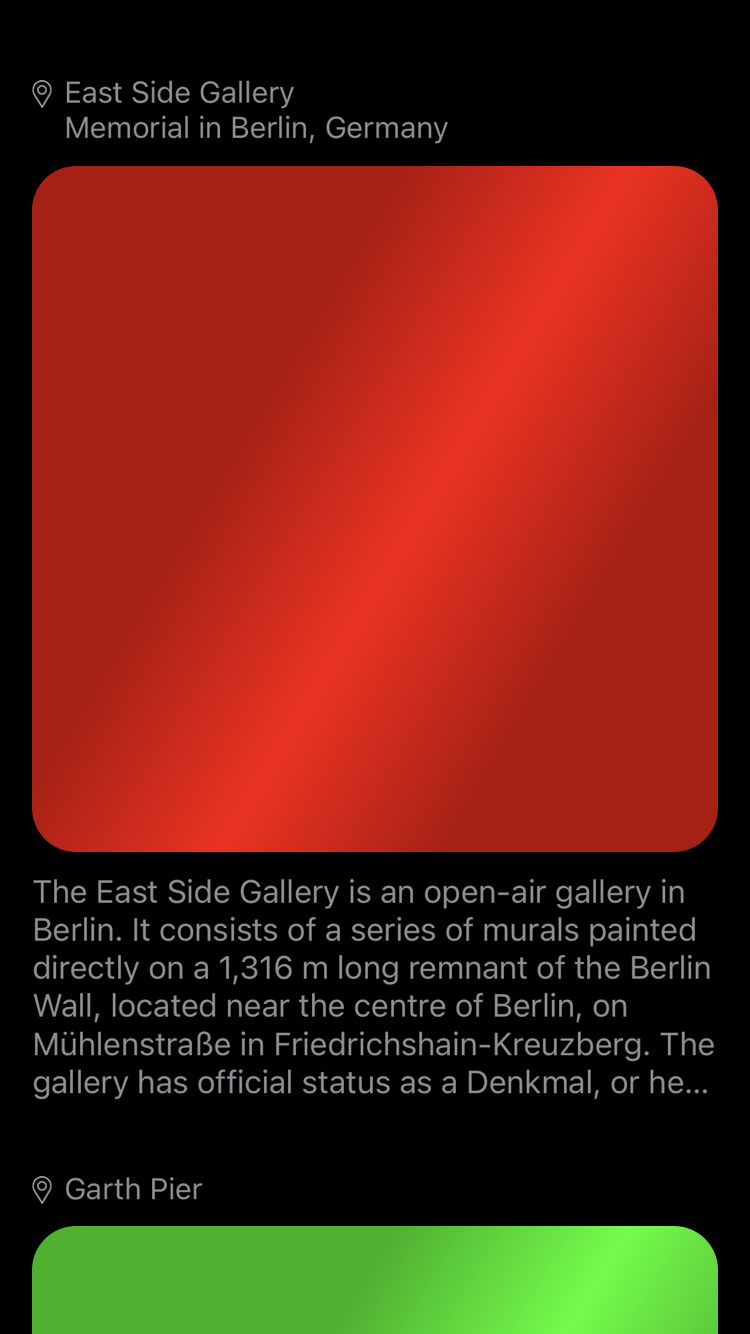 East Side Gallery
Memorial in Berlin, Germany
The East Side Gallery is an open-air gallery in
Berlin. It consists of a series of murals painted
directly on a 1,316 m long remnant of the Berlin
Wall, located near the centre of Berlin, on
Mühlenstraße in Friedrichshain-Kreuzberg. The
gallery has official status as a Denkmal, or he...
Garth Pier